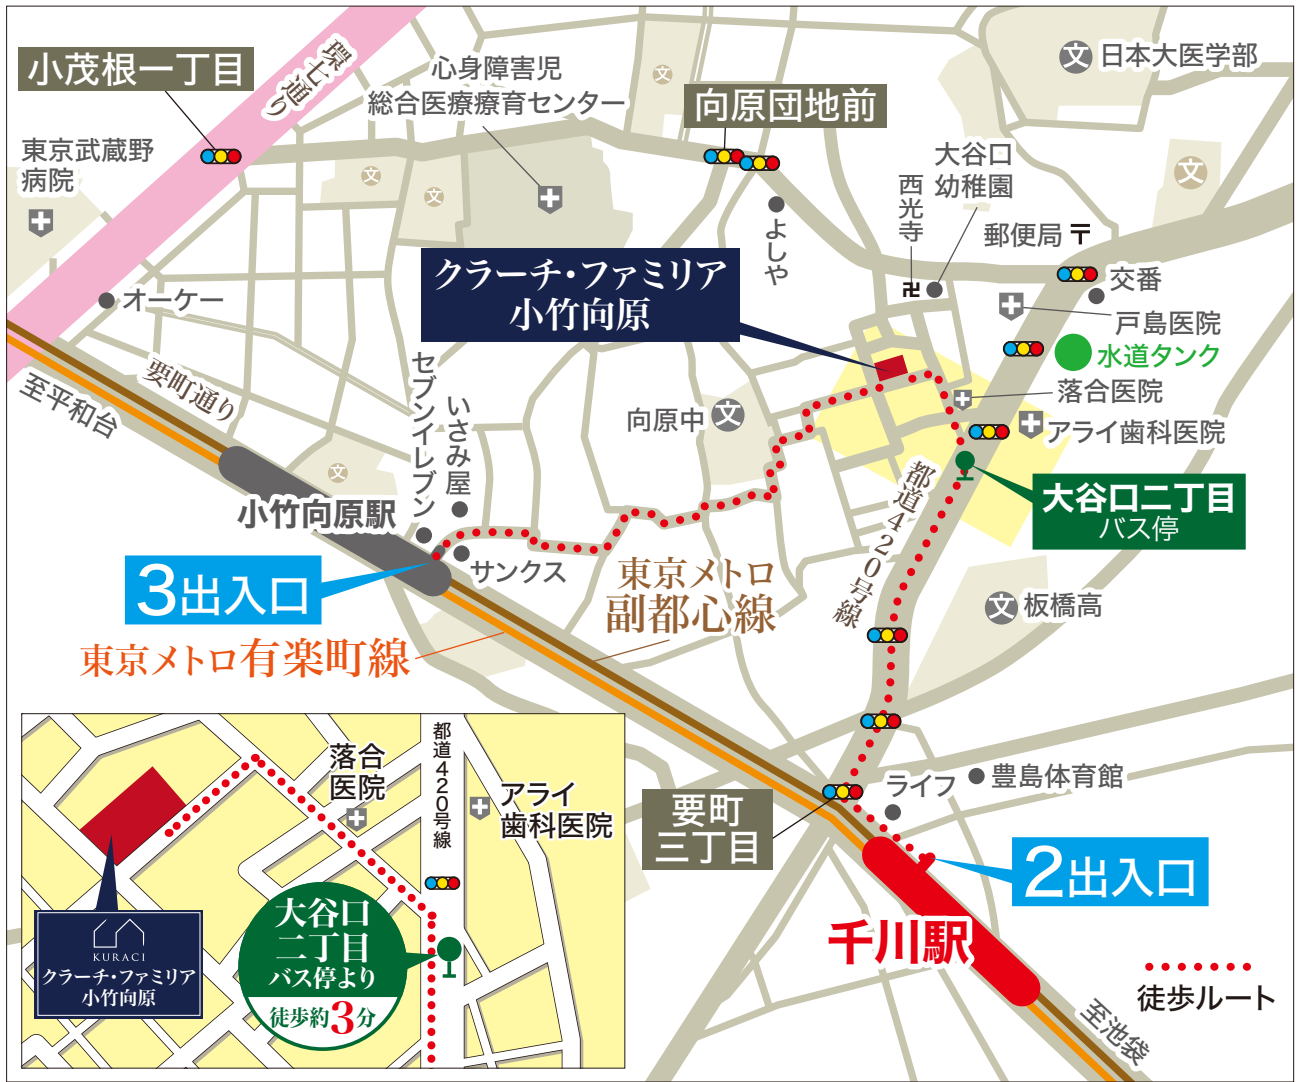 小茂根一丁目
環七通り
心身障害児
総合医療療育センター
向原団地前
文
日本大医学部
東京武蔵野
病院
文
文
文
文
大谷口
幼稚園
西光寺
郵便局 〒
よしや
クラーチ・ファミリア
小竹向原
卍
交番
オーケー
戸島医院
水道タンク
要町通り
至平和台
セブンイレブン
いさみ屋
向原中
文
落合医院
アライ歯科医院
文
都道420号線
大谷口二丁目
バス停
小竹向原駅
サンクス
3出入口
東京メトロ
副都心線
文
板橋高
東京メトロ有楽町線
ライフ
豊島体育館
要町
三丁目
2出入口
千川駅
徒歩ルート
至池袋
都道420号線
落合
医院
アライ
歯科医院
大谷口
二丁目
バス停より
徒歩約3分
KURACI
クラーチ・ファミリア
小竹向原